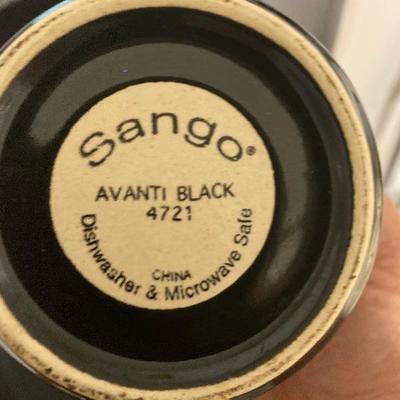 Sango®
AVANTI BLACK
4721
CHINA
Dishwasher & Microwave Safe